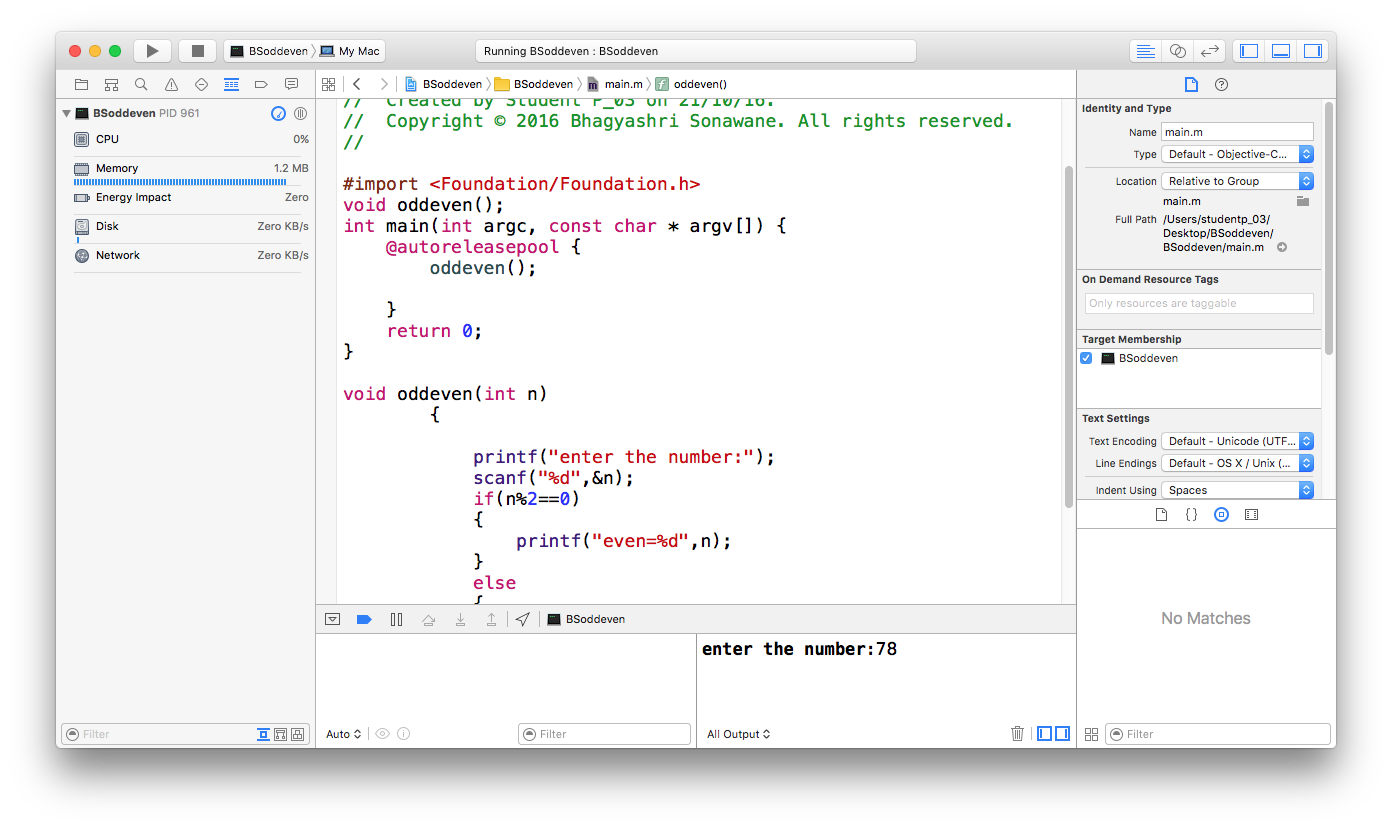 BSoddeven
My Mac
Running BSoddeven : BSoddeven
BSoddeven
BSoddeven
main.m
oddeven()
BSoddeven PID 961
CPU 0%
Memory 1.2 MB
Energy Impact Zero
Disk Zero KB/s
Network Zero KB/s
Filter
//  Created by Student P_03 on 21/10/16.
//  Copyright © 2016 Bhagyashri Sonawane. All rights reserved.
//
#import <Foundation/Foundation.h>
void oddeven();
int main(int argc, const char * argv[]) {
    @autoreleasepool {
        oddeven();
    }
    return 0;
}
void oddeven(int n)
        {
            printf("enter the number:");
            scanf("%d",&n);
            if(n%2==0)
            {
                printf("even=%d",n);
            }
            else
            {
BSoddeven
enter the number:78
Auto
Filter
All Output
Identity and Type
Name main.m
Type Default - Objective-C...
Location Relative to Group
main.m
Full Path /Users/studentp_03/
Desktop/BSoddeven/
BSoddeven/main.m
On Demand Resource Tags
Only resources are taggable
Target Membership
BSoddeven
Text Settings
Text Encoding Default - Unicode (UTF...
Line Endings Default - OS X / Unix (...
Indent Using Spaces
{}
No Matches
Filter